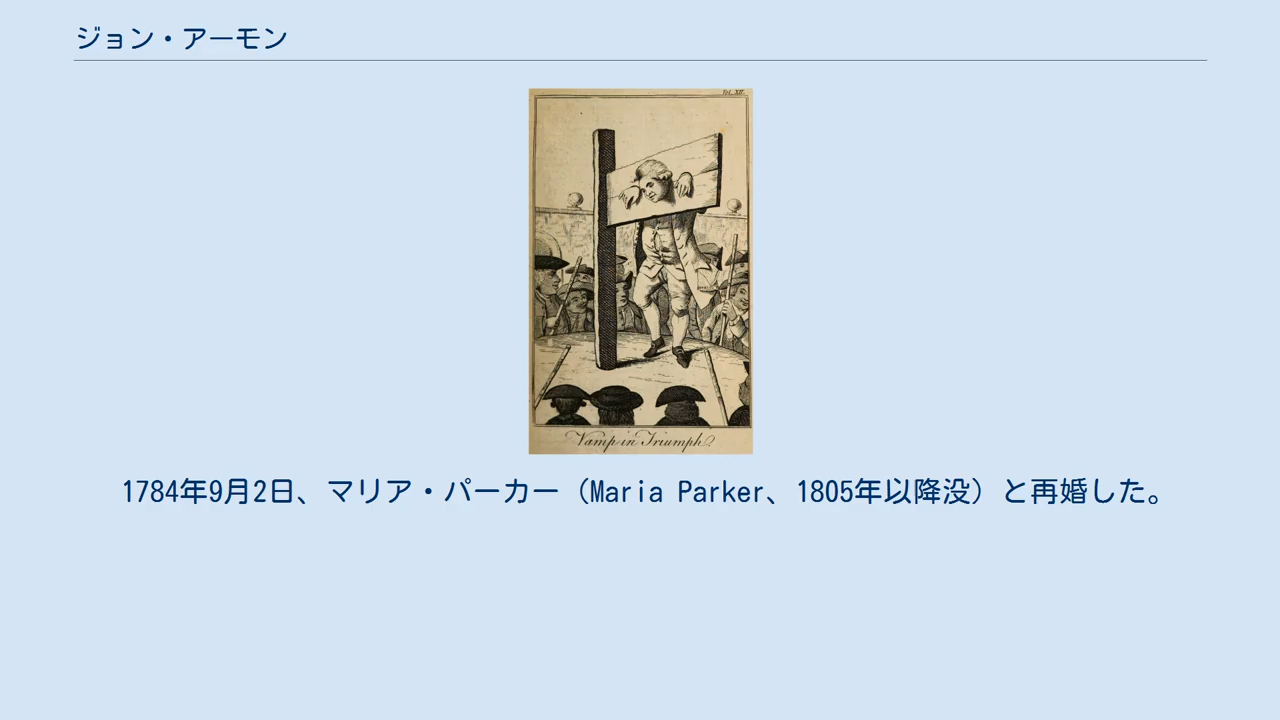 ジョン・アーモン
Vol. XII.
Vamp in Triumph?
1784年9月2日、マリア・パーカー（Maria Parker、1805年以降没）と再婚した。